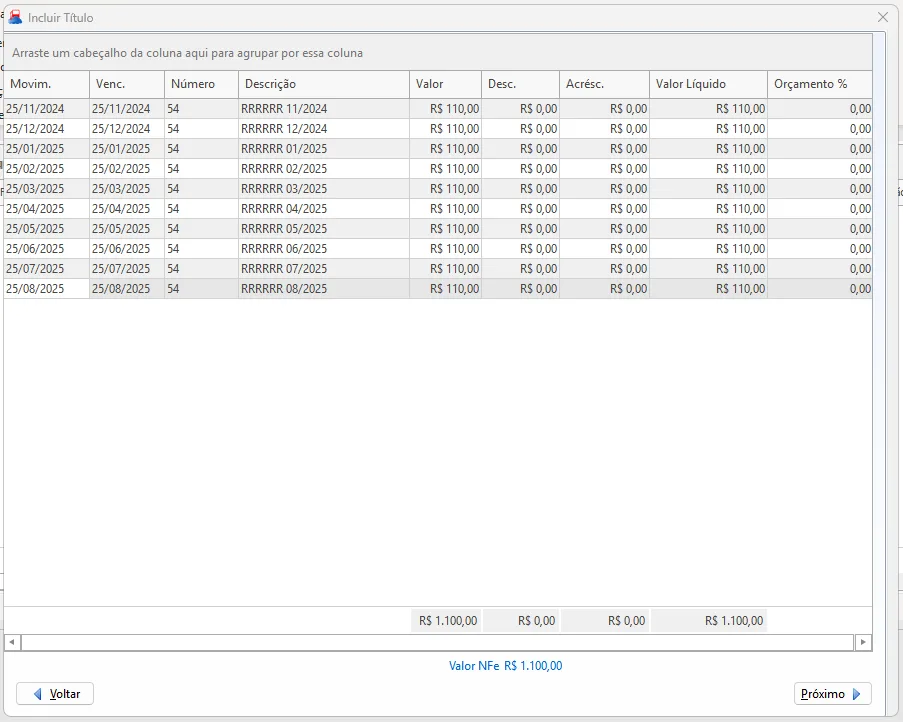 Incluir Título
Arraste um cabeçalho da coluna aqui para agrupar por essa coluna
Movim. Venc. Número Descrição Valor Desc. Acrésc. Valor Líquido Orçamento %
25/11/2024 25/11/2024 54 RRRRRR 11/2024 R$ 110,00 R$ 0,00 R$ 0,00 R$ 110,00 0,00
25/12/2024 25/12/2024 54 RRRRRR 12/2024 R$ 110,00 R$ 0,00 R$ 0,00 R$ 110,00 0,00
25/01/2025 25/01/2025 54 RRRRRR 01/2025 R$ 110,00 R$ 0,00 R$ 0,00 R$ 110,00 0,00
25/02/2025 25/02/2025 54 RRRRRR 02/2025 R$ 110,00 R$ 0,00 R$ 0,00 R$ 110,00 0,00
25/03/2025 25/03/2025 54 RRRRRR 03/2025 R$ 110,00 R$ 0,00 R$ 0,00 R$ 110,00 0,00
25/04/2025 25/04/2025 54 RRRRRR 04/2025 R$ 110,00 R$ 0,00 R$ 0,00 R$ 110,00 0,00
25/05/2025 25/05/2025 54 RRRRRR 05/2025 R$ 110,00 R$ 0,00 R$ 0,00 R$ 110,00 0,00
25/06/2025 25/06/2025 54 RRRRRR 06/2025 R$ 110,00 R$ 0,00 R$ 0,00 R$ 110,00 0,00
25/07/2025 25/07/2025 54 RRRRRR 07/2025 R$ 110,00 R$ 0,00 R$ 0,00 R$ 110,00 0,00
25/08/2025 25/08/2025 54 RRRRRR 08/2025 R$ 110,00 R$ 0,00 R$ 0,00 R$ 110,00 0,00
R$ 1.100,00 R$ 0,00 R$ 0,00 R$ 1.100,00
Valor NFe R$ 1.100,00
Voltar Próximo